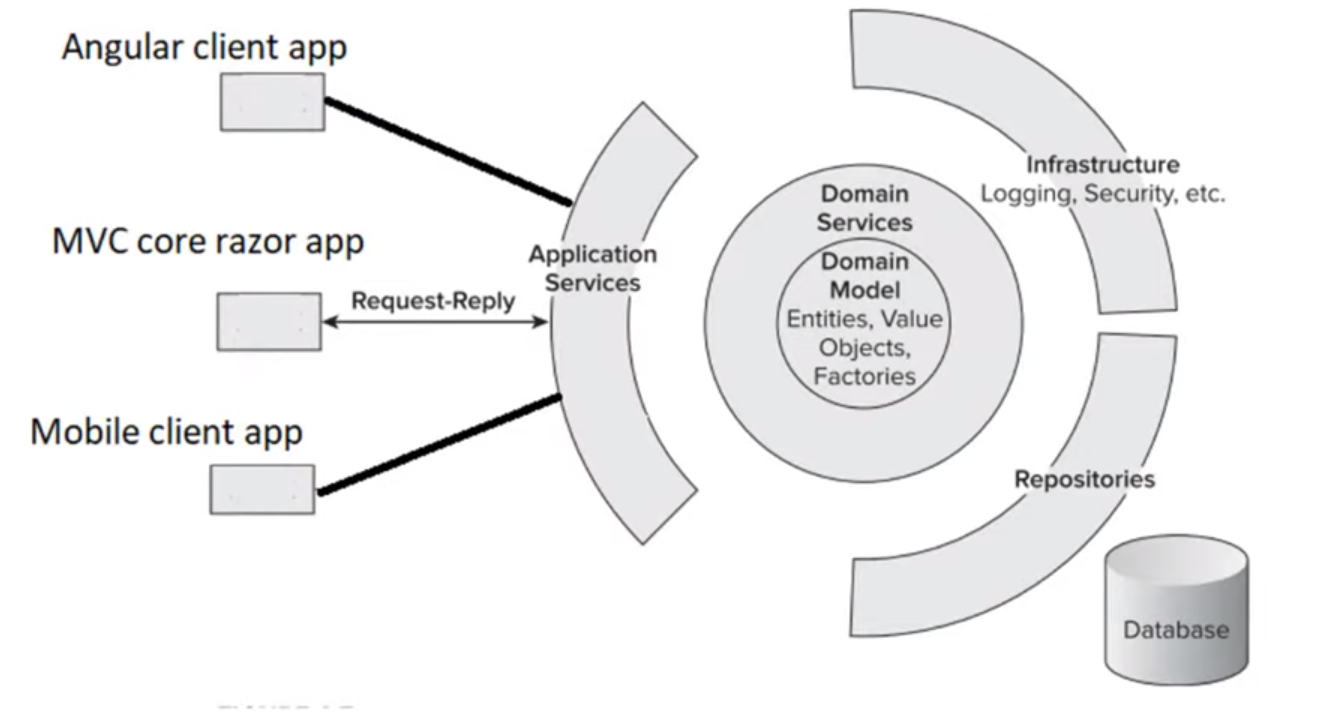 Angular client app
MVC core razor app
Request-Reply
Mobile client app
Application
Services
Domain
Services
Domain
Model
Entities, Value
Objects,
Factories
Infrastructure
Logging, Security, etc.
Repositories
Database